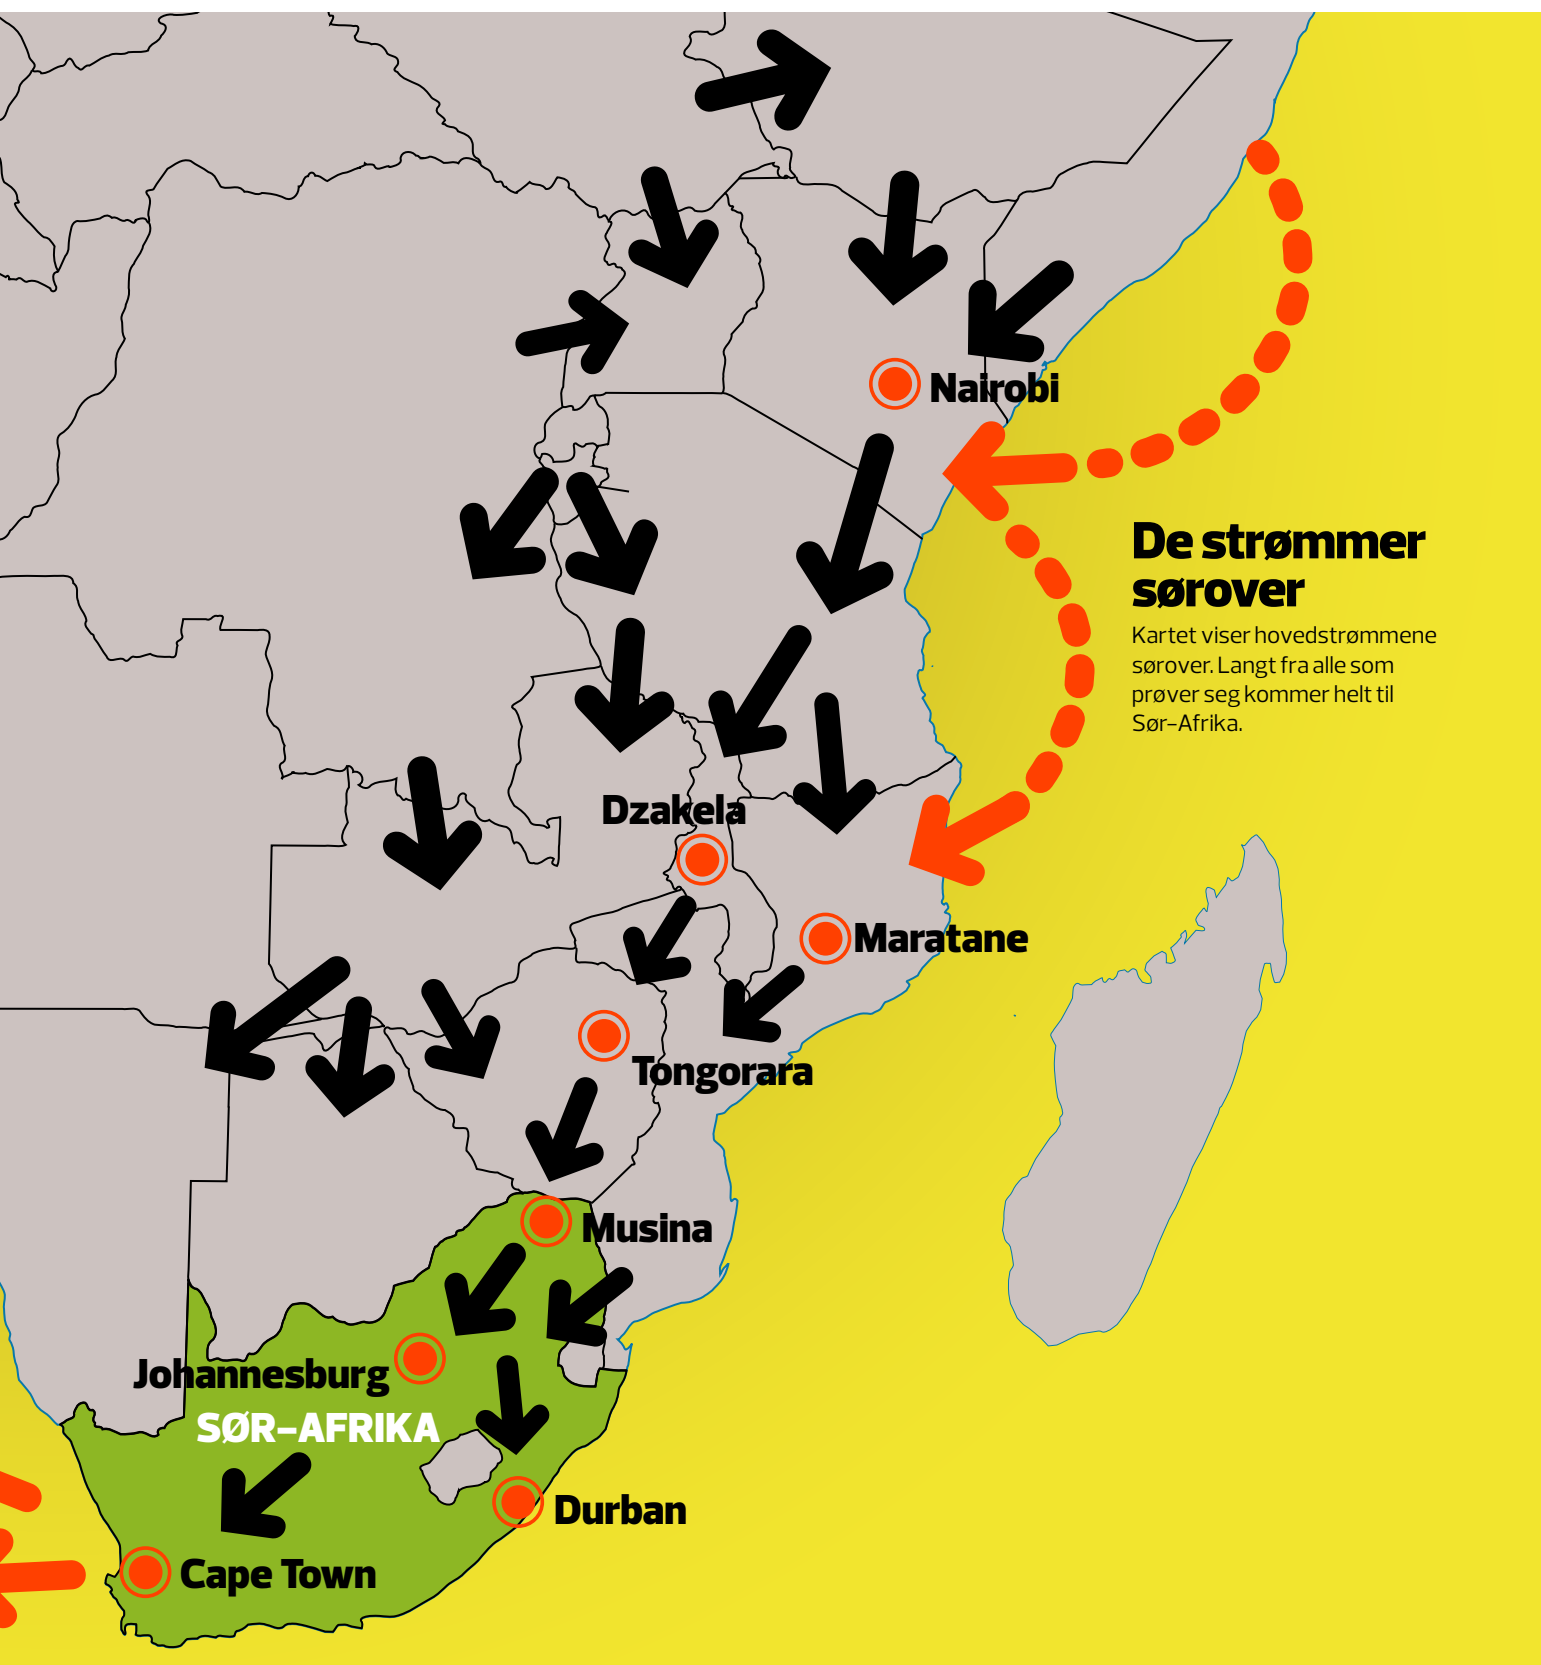 Nairobi
De strømmer
sørover
Kartet viser hovedstrømmene
sørover. Langt fra alle som
prøver seg kommer helt til
Sør-Afrika.
Dzakela
Maratane
Tongorara
Musina
Johannesburg
SØR-AFRIKA
Durban
Cape Town